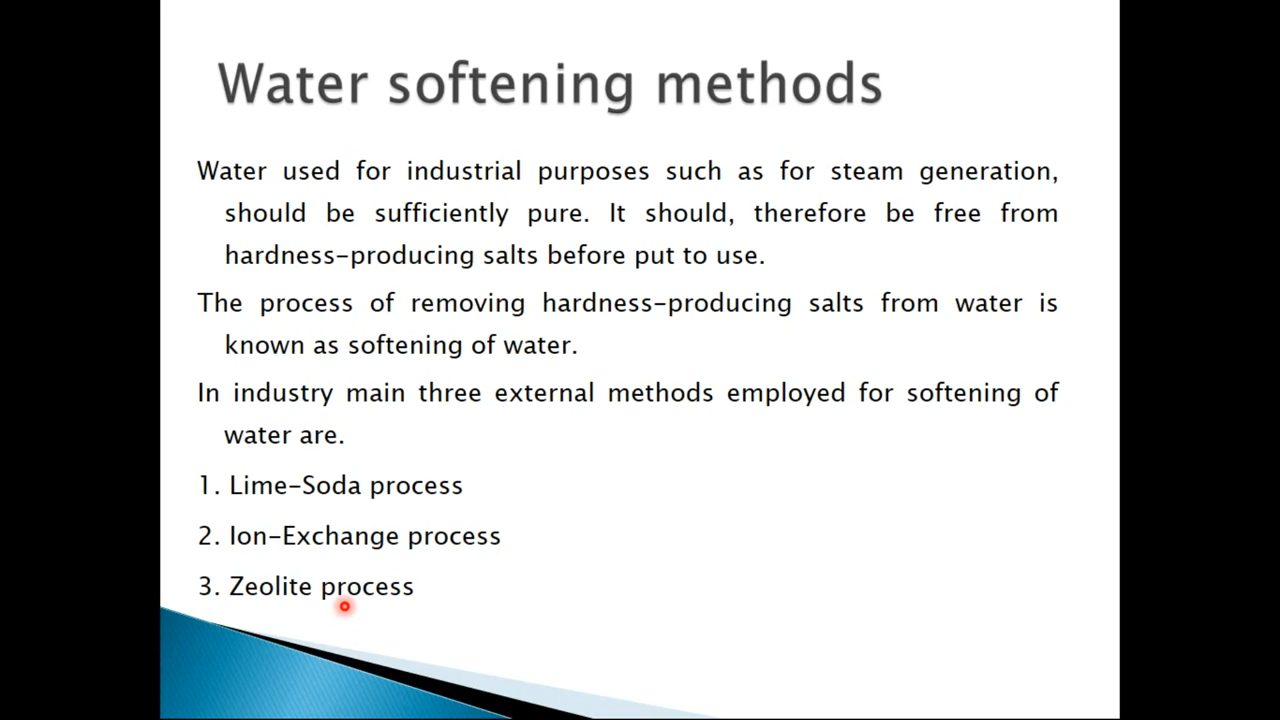 Water softening methods
Water used for industrial purposes such as for steam generation,
should be sufficiently pure. It should, therefore be free from
hardness-producing salts before put to use.
The process of removing hardness-producing salts from water is
known as softening of water.
In industry main three external methods employed for softening of
water are.
1. Lime-Soda process
2. Ion-Exchange process
3. Zeolite process